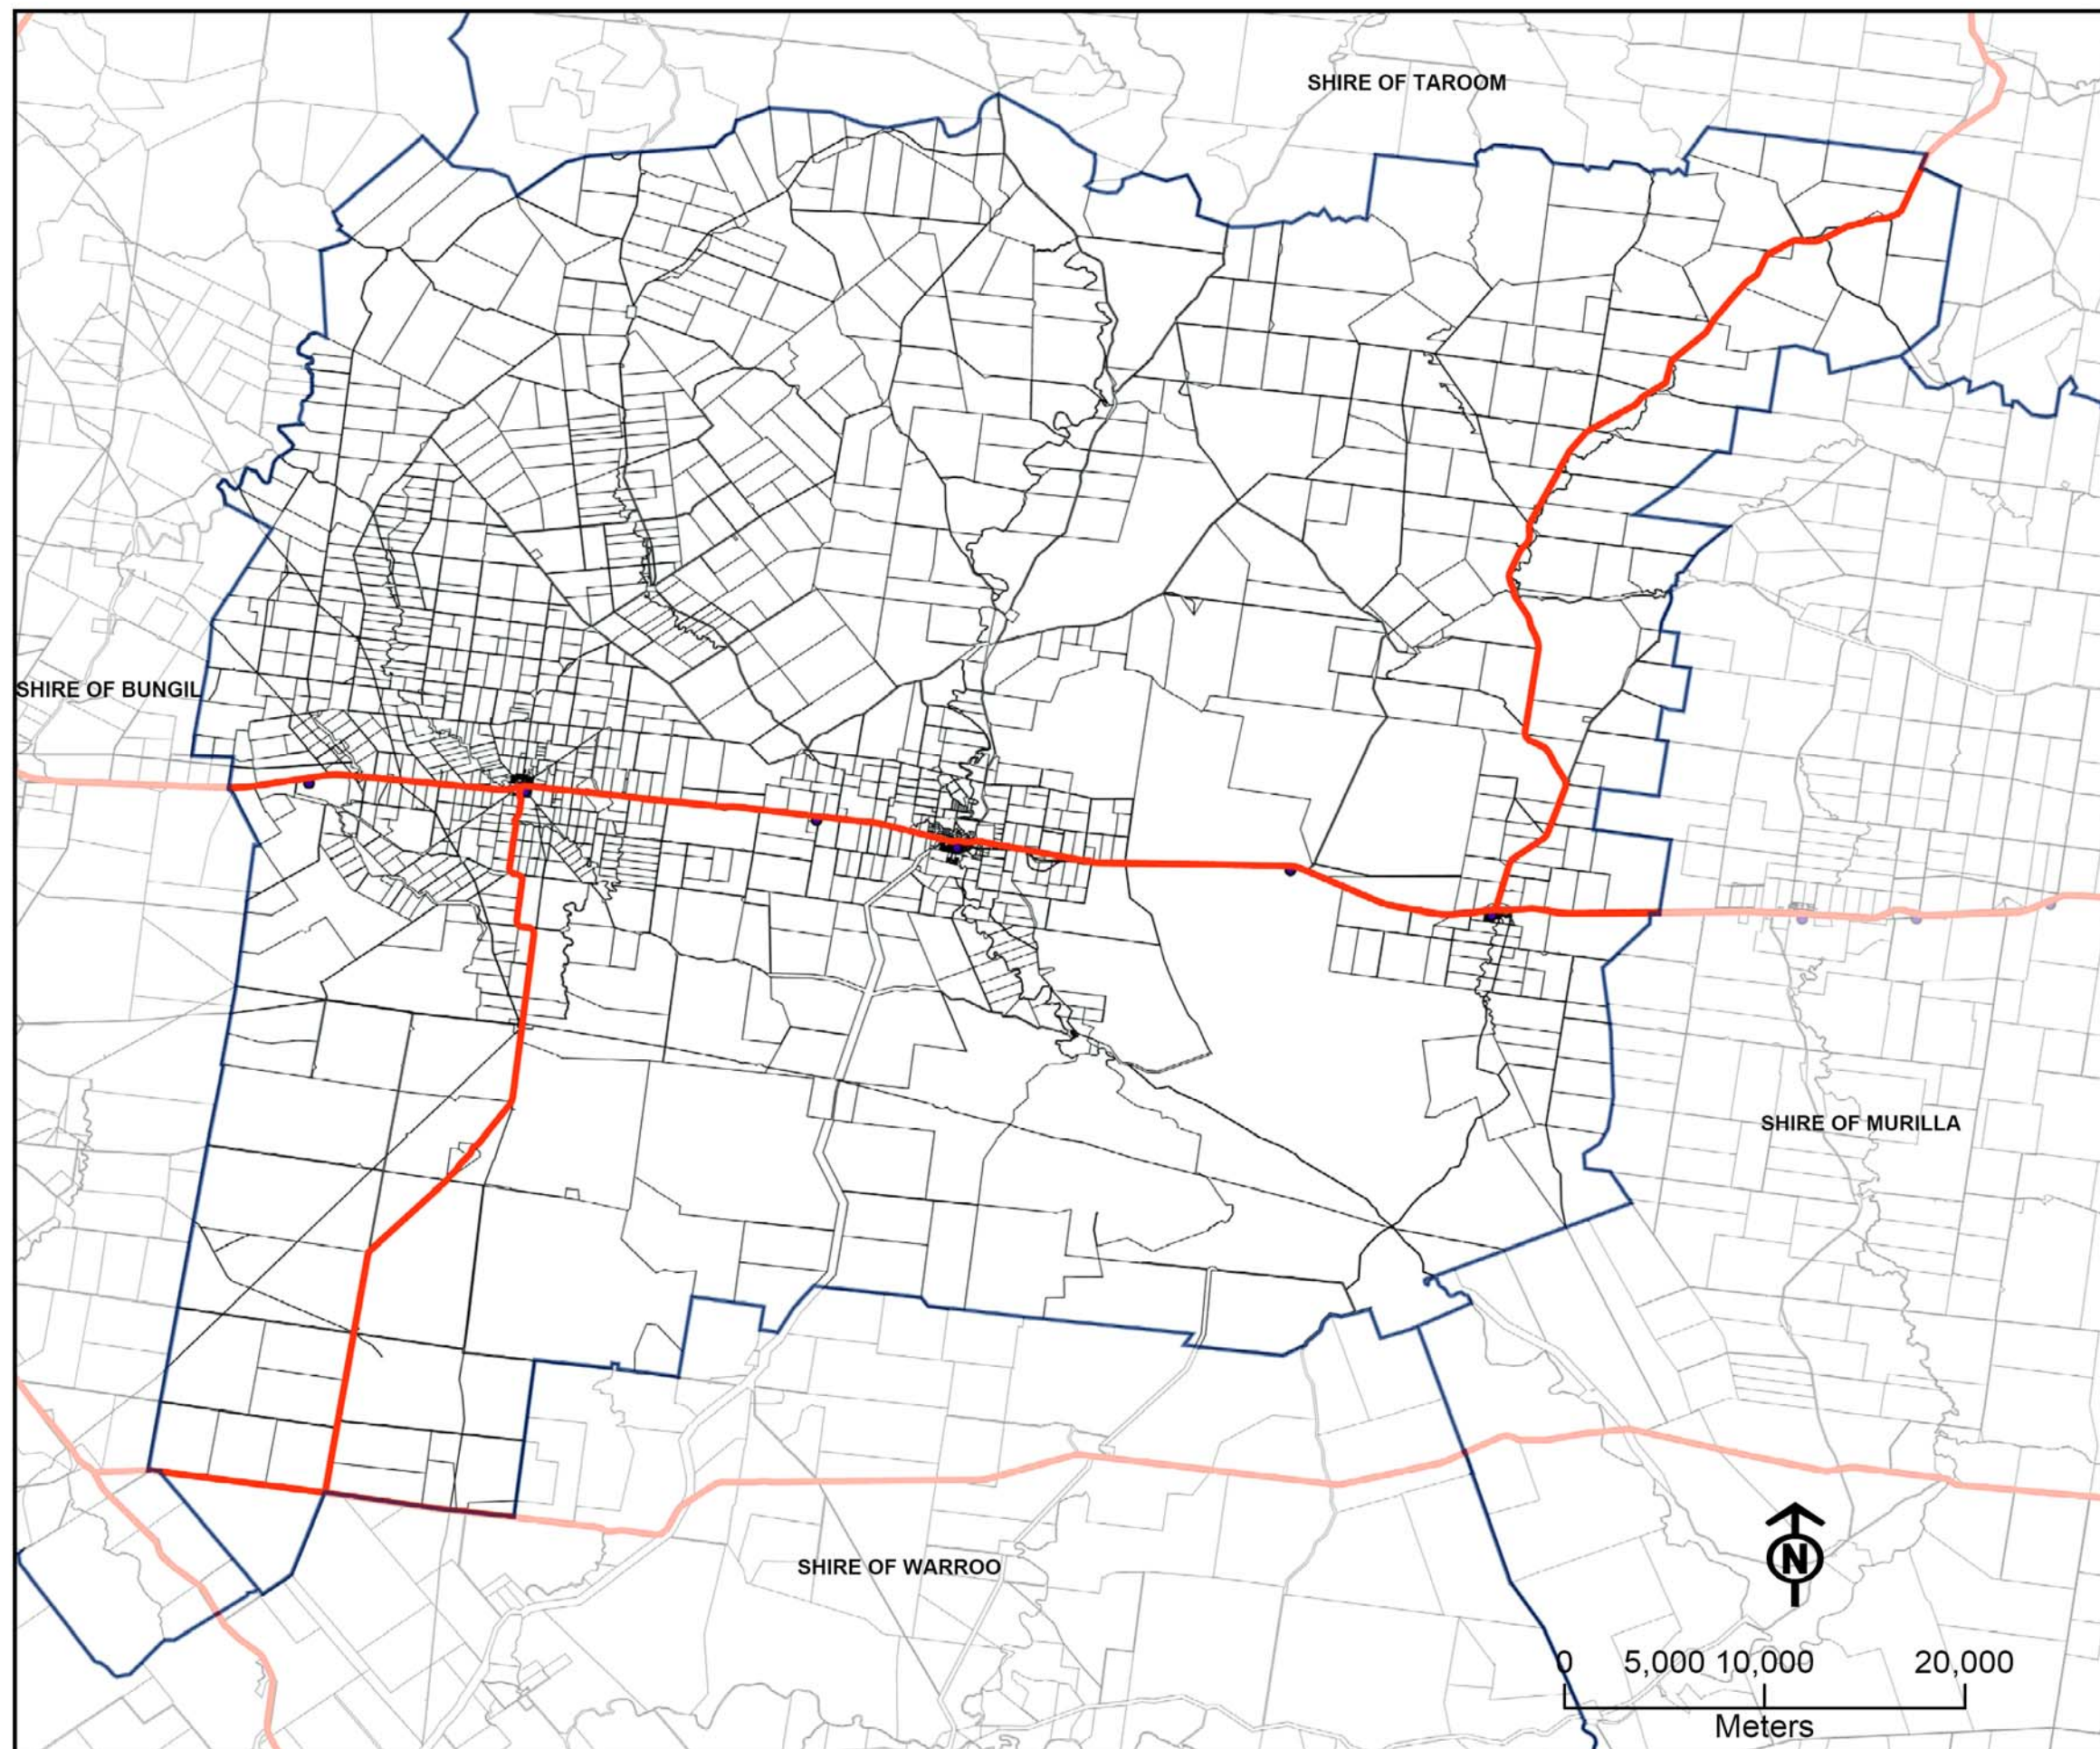 SHIRE OF TAROOM
SHIRE OF BUNGIL
SHIRE OF MURILLA
SHIRE OF WARROO
N
0 5,000 10,000 20,000
Meters